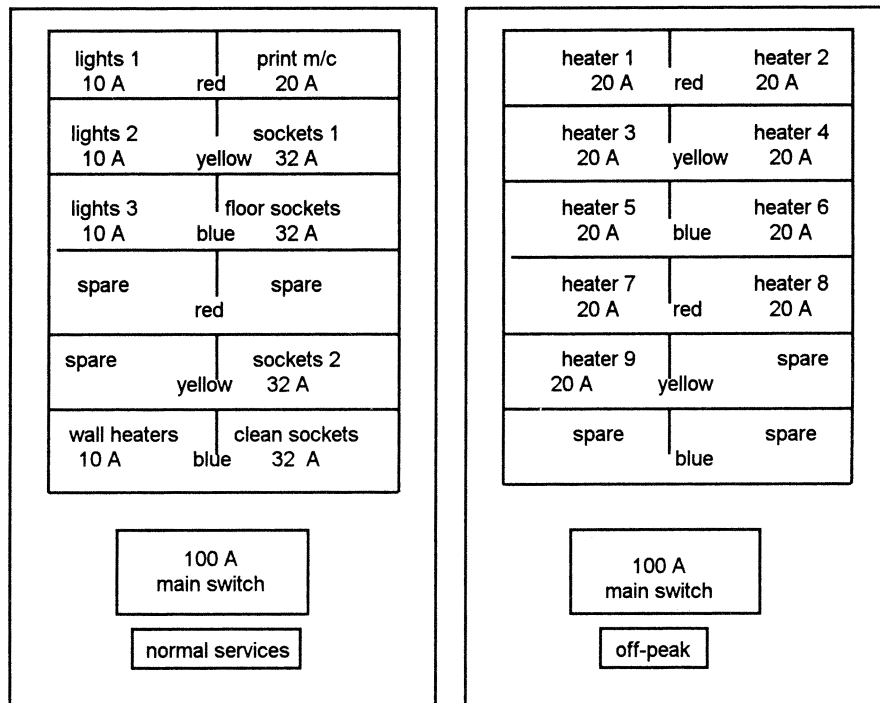 lights 1 print m/c
10 A red 20 A
lights 2 sockets 1
10 A yellow 32 A
lights 3 floor sockets
10 A blue 32 A
spare spare
red
spare sockets 2
yellow 32 A
wall heaters clean sockets
10 A blue 32 A
100 A
main switch
normal services
heater 1 heater 2
20 A red 20 A
heater 3 heater 4
20 A yellow 20 A
heater 5 heater 6
20 A blue 20 A
heater 7 heater 8
20 A red 20 A
heater 9 spare
20 A yellow
spare spare
blue
100 A
main switch
off-peak